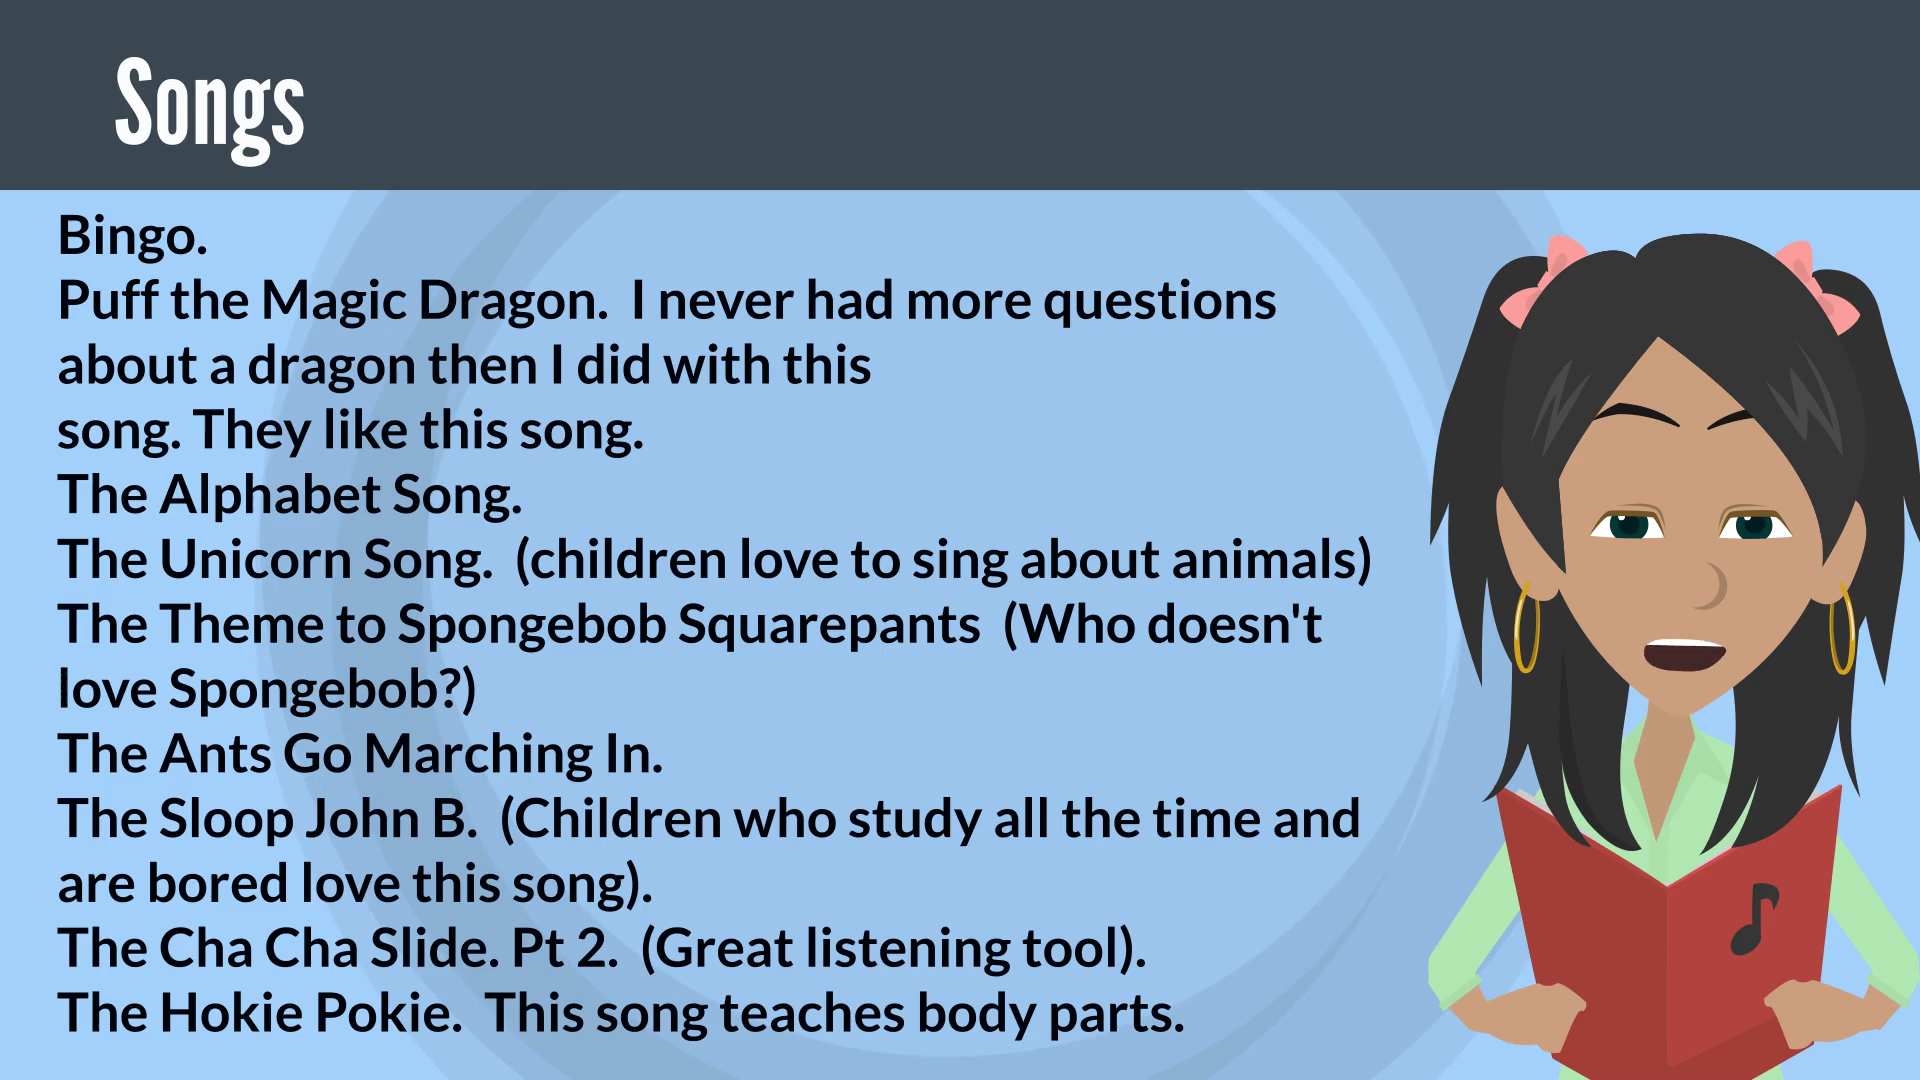 Songs
Bingo.
Puff the Magic Dragon.  I never had more questions
about a dragon then I did with this
song. They like this song.
The Alphabet Song.
The Unicorn Song.  (children love to sing about animals)
The Theme to Spongebob Squarepants  (Who doesn't
love Spongebob?)
The Ants Go Marching In.
The Sloop John B.  (Children who study all the time and
are bored love this song).
The Cha Cha Slide. Pt 2.  (Great listening tool).
The Hokie Pokie.  This song teaches body parts.